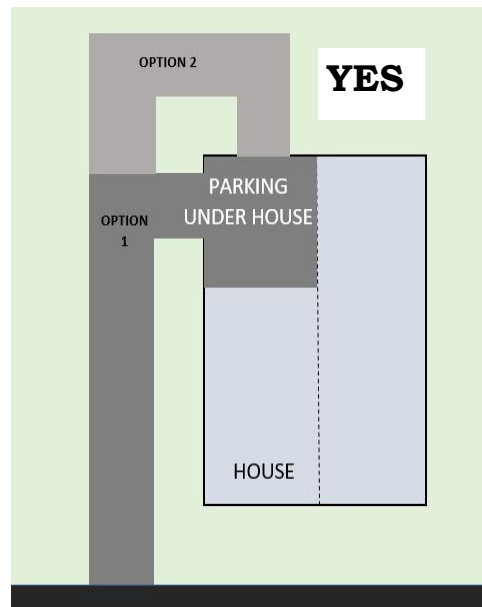 OPTION 2
YES
PARKING
UNDER HOUSE
OPTION
1
HOUSE